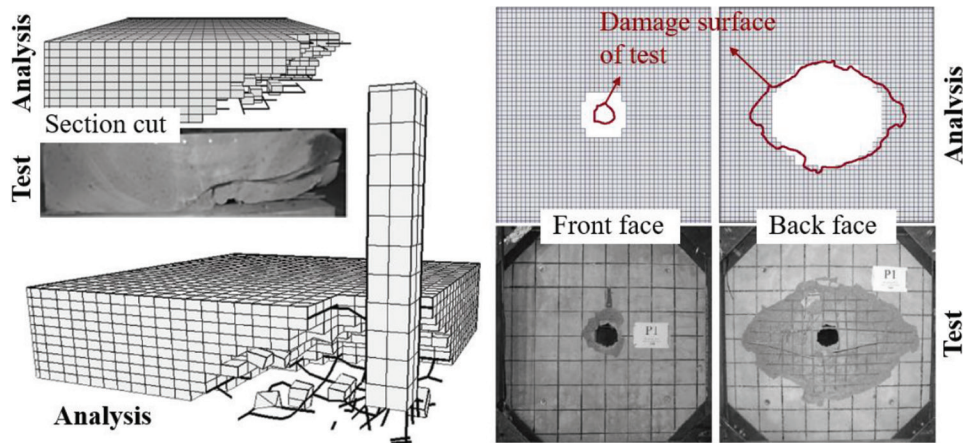 Analysis
Section cut
Test
Analysis
Damage surface
of test
Analysis
Front face
Back face
P1
P1
Test